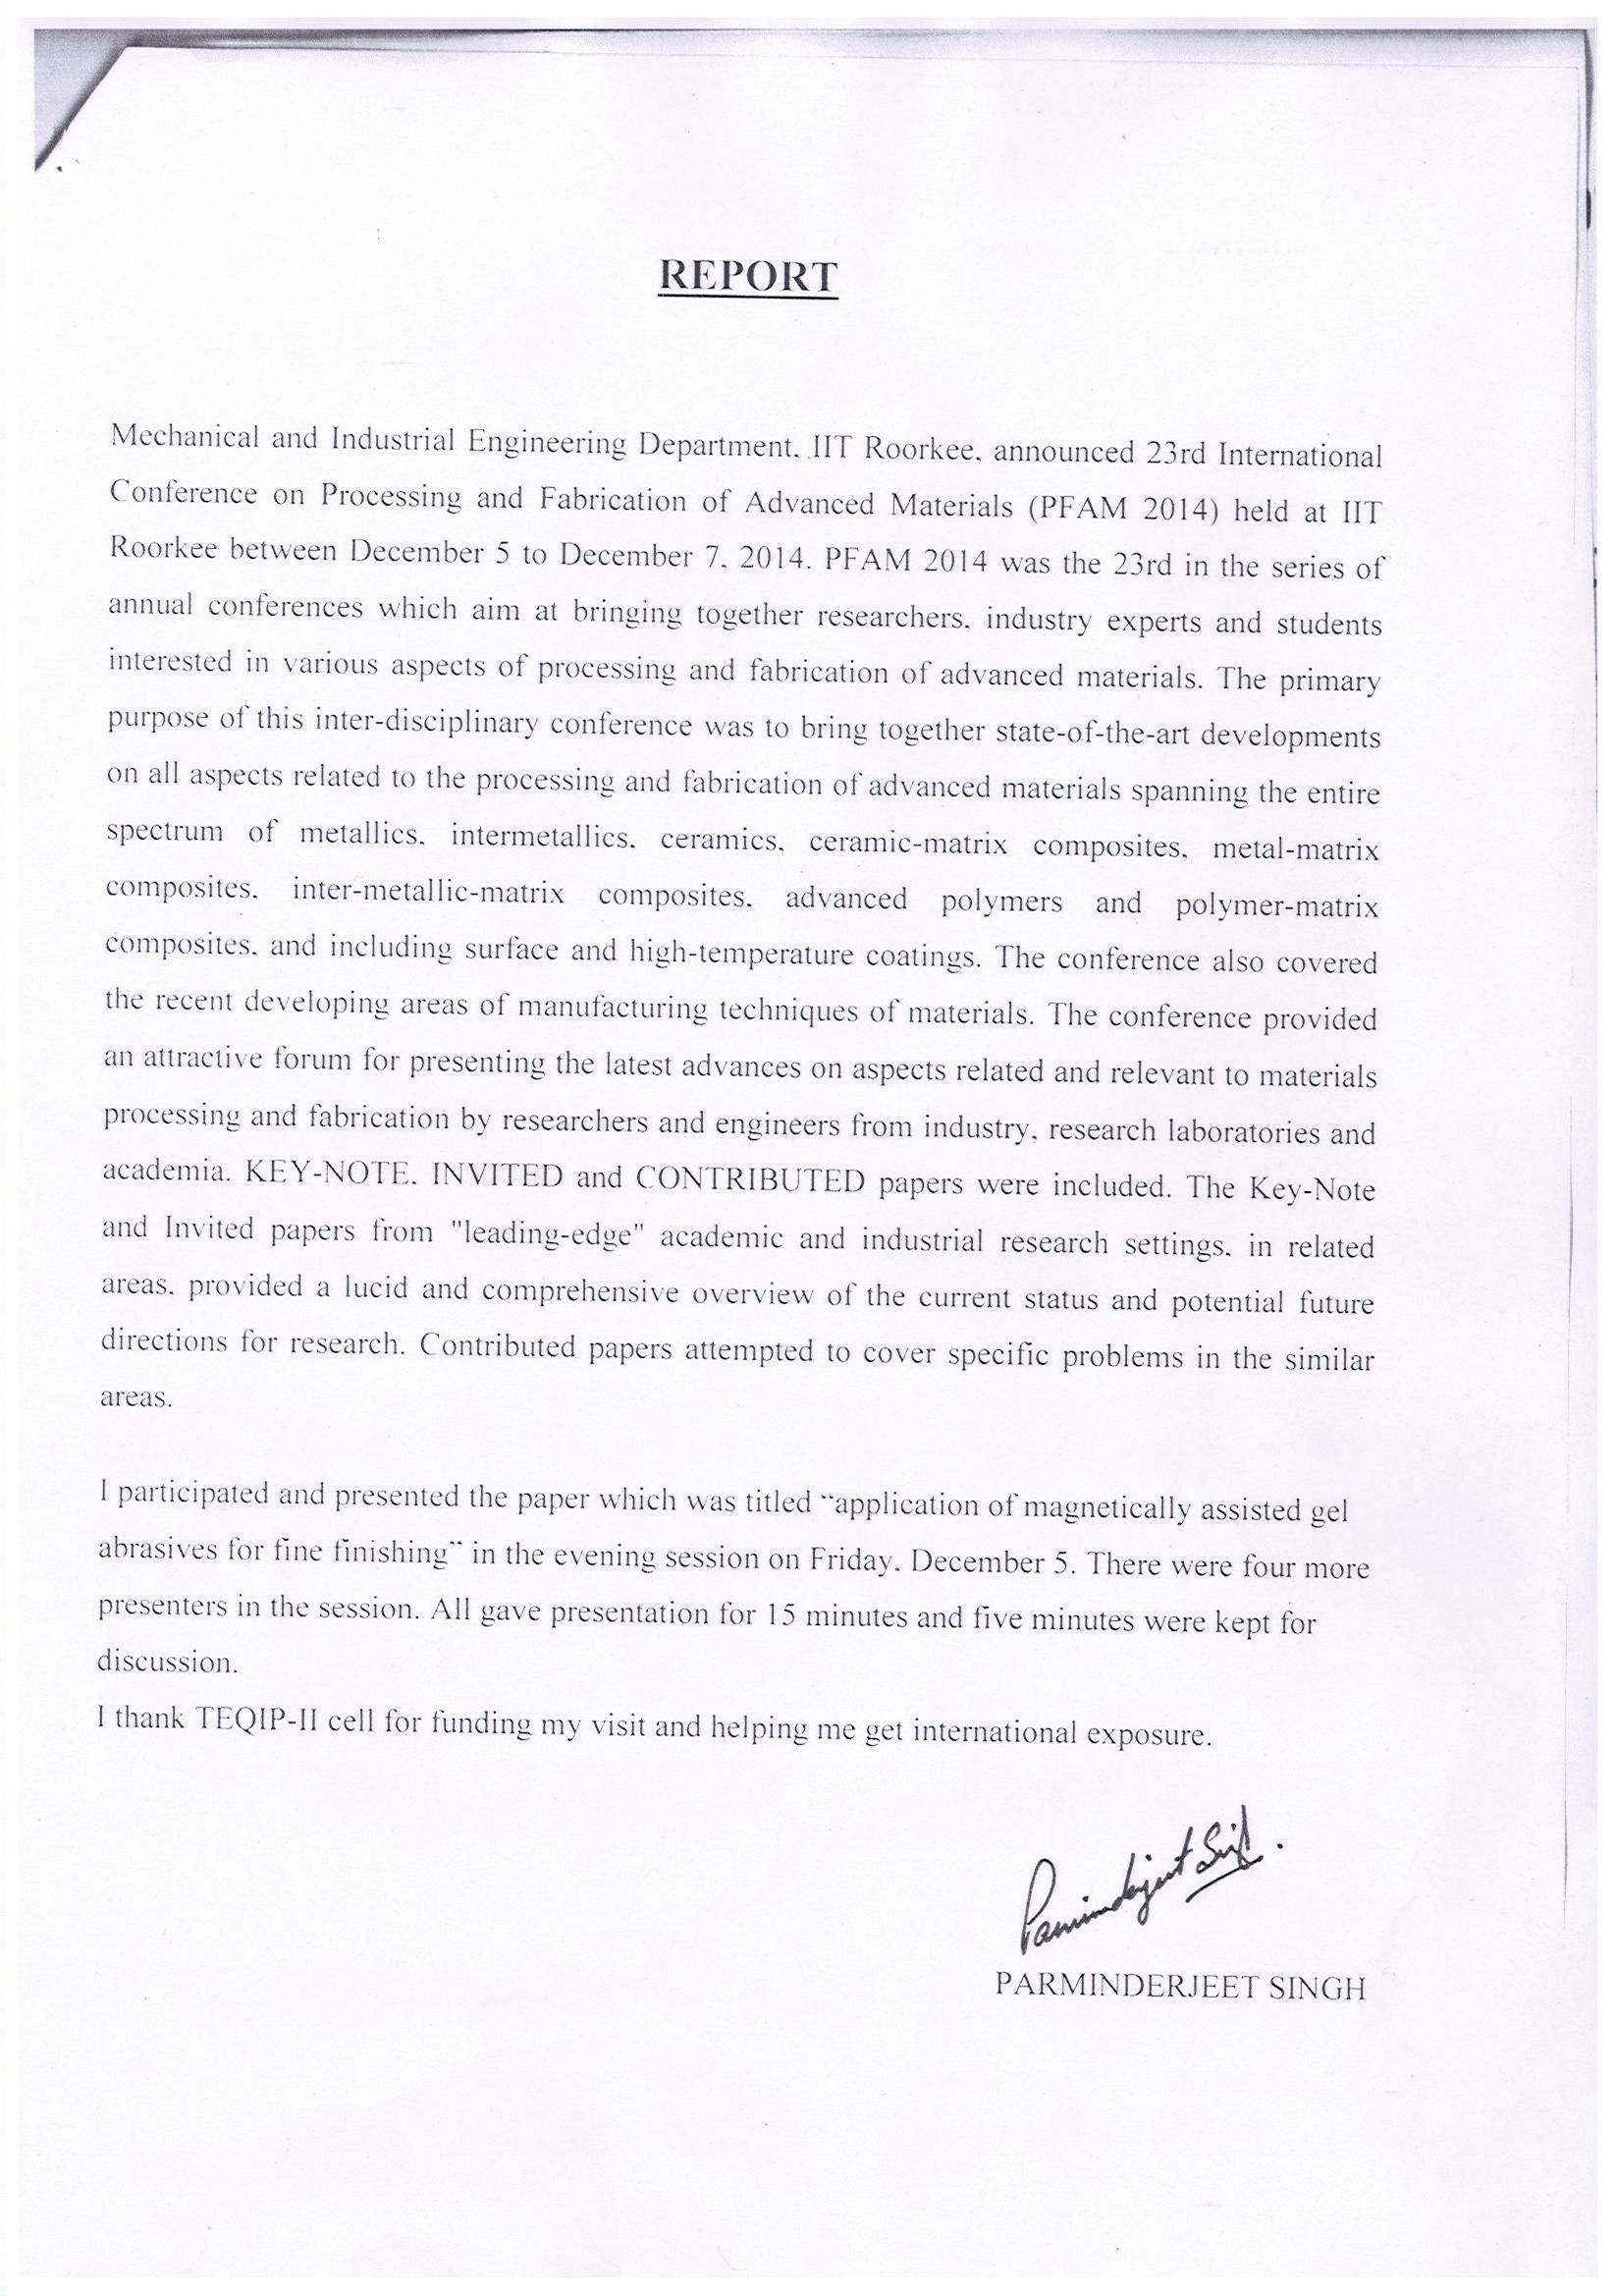 REPORT
Mechanical and Industrial Engineering Department, IIT Roorkee, announced 23rd International
Conference on Processing and Fabrication of Advanced Materials (PFAM 2014) held at IIT
Roorkee between December 5 to December 7, 2014. PFAM 2014 was the 23rd in the series of
annual conferences which aim at bringing together researchers, industry experts and students
interested in various aspects of processing and fabrication of advanced materials. The primary
purpose of this inter-disciplinary conference was to bring together state-of-the-art developments
on all aspects related to the processing and fabrication of advanced materials spanning the entire
spectrum of metallics, intermetallics, ceramics, ceramic-matrix composites, metal-matrix
composites, inter-metallic-matrix composites, advanced polymers and polymer-matrix
composites, and including surface and high-temperature coatings. The conference also covered
the recent developing areas of manufacturing techniques of materials. The conference provided
an attractive forum for presenting the latest advances on aspects related and relevant to materials
processing and fabrication by researchers and engineers from industry, research laboratories and
academia. KEY-NOTE, INVITED and CONTRIBUTED papers were included. The Key-Note
and Invited papers from "leading-edge" academic and industrial research settings, in related
areas, provided a lucid and comprehensive overview of the current status and potential future
directions for research. Contributed papers attempted to cover specific problems in the similar
areas.
I participated and presented the paper which was titled “application of magnetically assisted gel
abrasives for fine finishing” in the evening session on Friday, December 5. There were four more
presenters in the session. All gave presentation for 15 minutes and five minutes were kept for
discussion.
I thank TEQIP-II cell for funding my visit and helping me get international exposure.
Parminderjeet Singh.
PARMINDERJEET SINGH